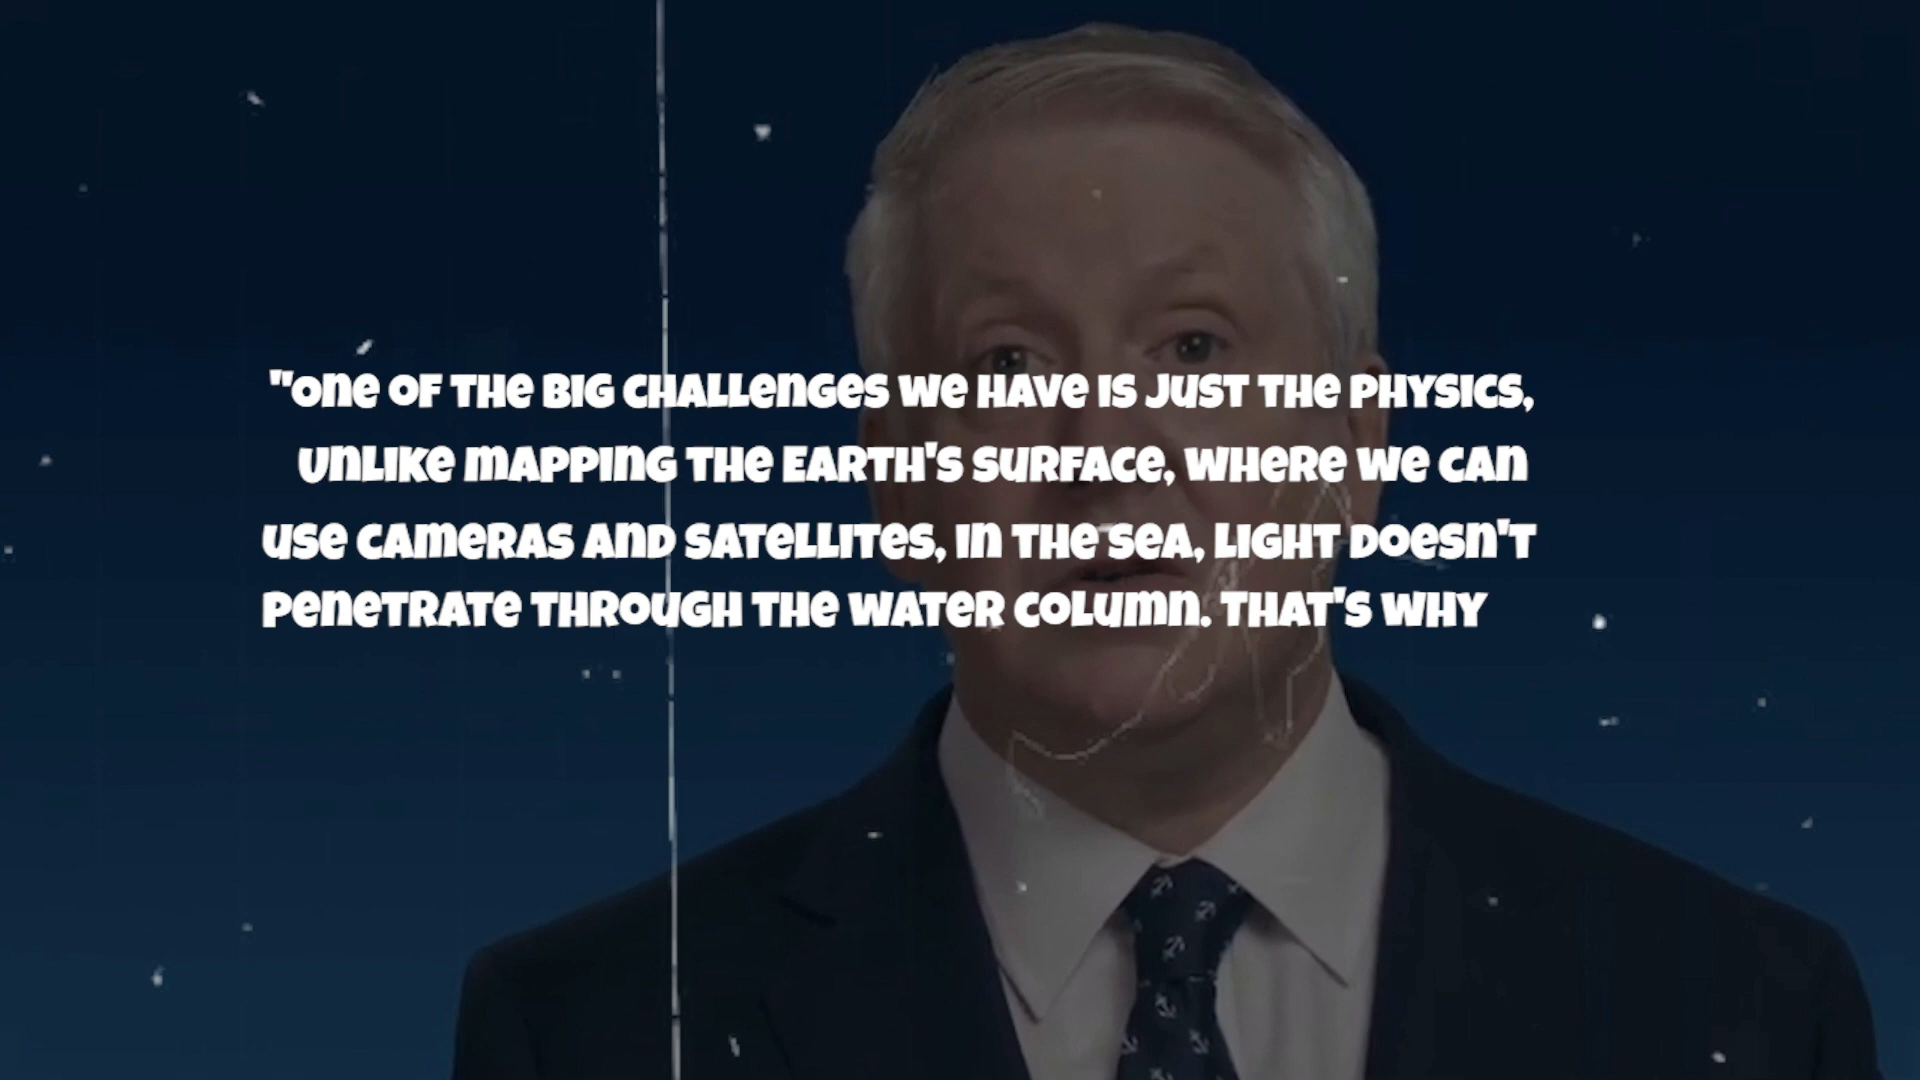 "One of the big challenges we have is just the physics,
unlike mapping the Earth's surface, where we can
use cameras and satellites, in the sea, light doesn't
penetrate through the water column. That's why